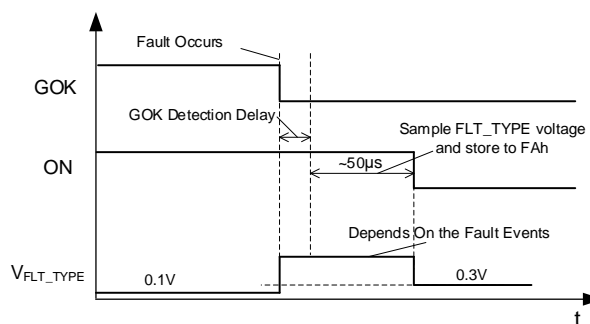 Fault Occurs
GOK
GOK Detection Delay
Sample FLT_TYPE voltage
and store to FAh
~50µs
ON
Depends On the Fault Events
VFLT_TYPE
0.1V
0.3V
t